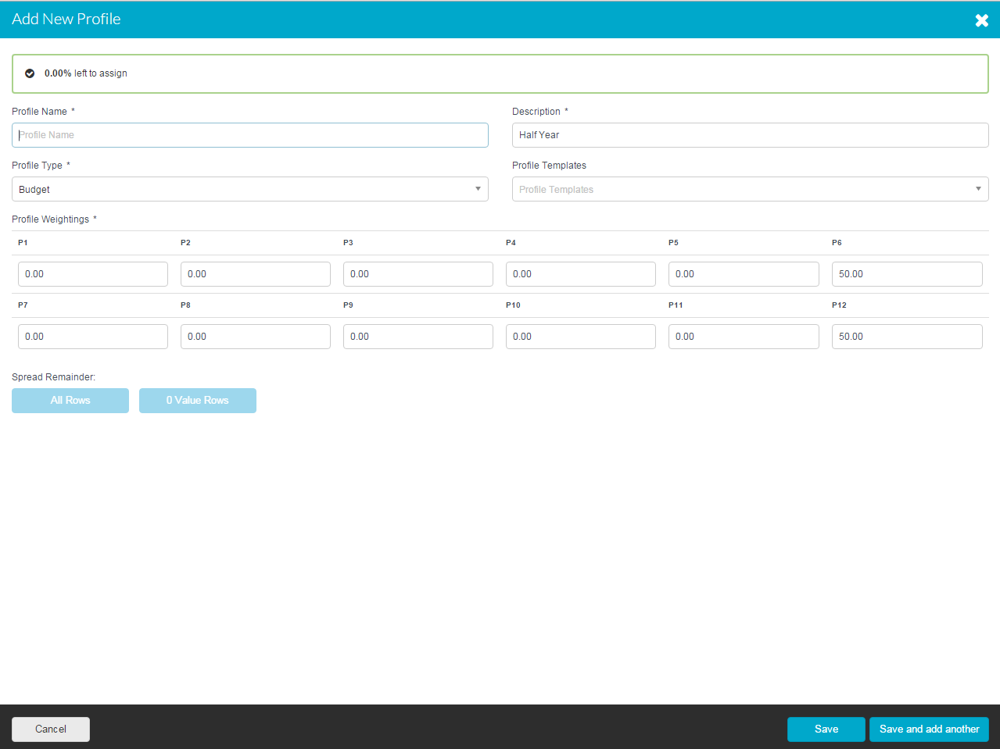 Add New Profile
0.00% left to assign
Profile Name *
Description *
Profile Name
Half Year
Profile Type *
Profile Templates
Budget
Profile Templates
Profile Weightings *
P1 P2 P3 P4 P5 P6
0.00 0.00 0.00 0.00 0.00 50.00
P7 P8 P9 P10 P11 P12
0.00 0.00 0.00 0.00 0.00 50.00
Spread Remainder:
All Rows 0 Value Rows
Cancel Save Save and add another